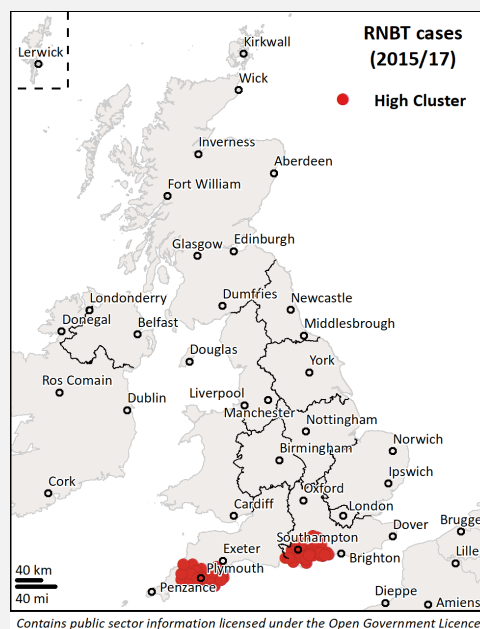 RNBT cases
(2015/17)
High Cluster
Lerwick
Kirkwall
Wick
Inverness
Aberdeen
Fort William
Glasgow
Edinburgh
Dumfries
Newcastle
Londonderry
Donegal
Belfast
Middlesbrough
Douglas
York
Ros Comain
Dublin
Liverpool
Manchester
Nottingham
Norwich
Birmingham
Ipswich
Cork
Oxford
Cardiff
London
Dover
Brugge
Southampton
Exeter
Brighton
Lille
Plymouth
Penzance
40 km
40 mi
Dieppe
Amiens
Contains public sector information licensed under the Open Government Licence